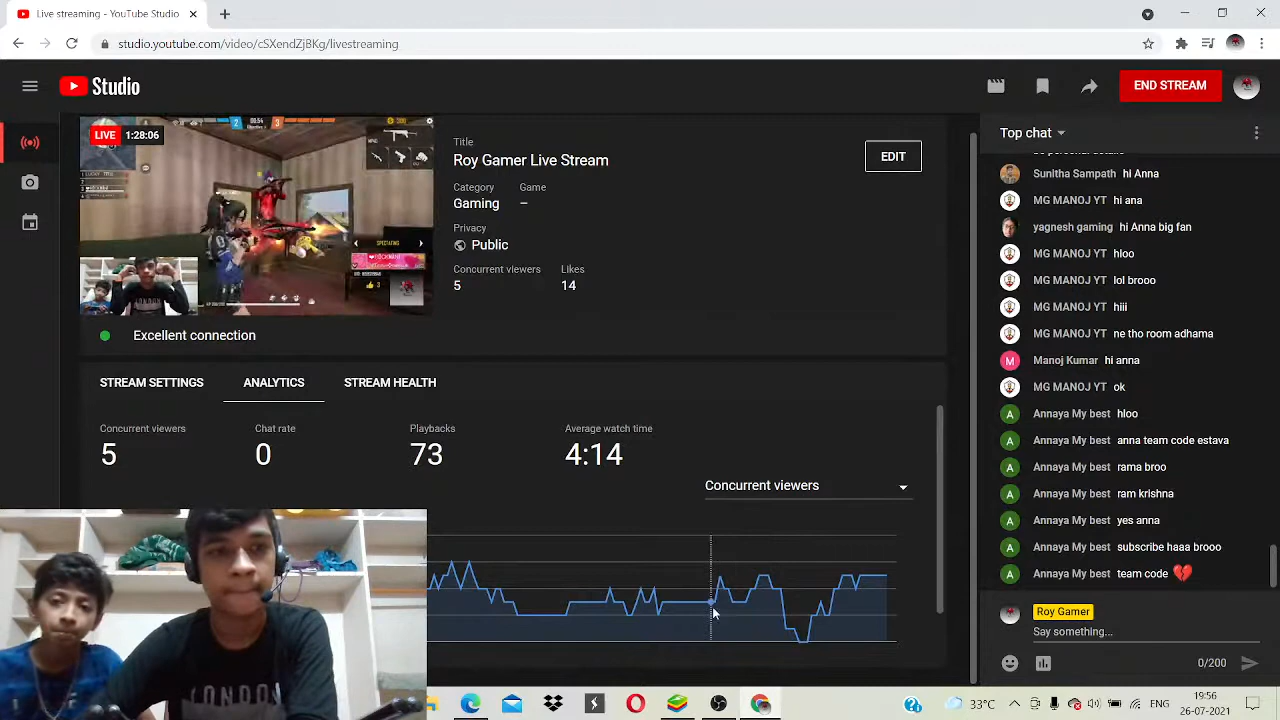 Live streaming - YouTube Studio
studio.youtube.com/video/cSXendZjBKg/livestreaming
Studio
END STREAM
LIVE 1:28:06
2
00:54
3
SPECTATING
3
Title
Roy Gamer Live Stream
EDIT
Category
Gaming –
Privacy
Public
Concurrent viewers Likes
5 14
Excellent connection
STREAM SETTINGS ANALYTICS STREAM HEALTH
Concurrent viewers Chat rate Playbacks Average watch time
5 0 73 4:14
Concurrent viewers
LONDON
Top chat
Sunitha Sampath hI Anna
MG MANOJ YT hi ana
hi Anna big fan
MG MANOJ YT hloo
MG MANOJ YT lol brooo
MG MANOJ YT hiii
MG MANOJ YT ne tho room adhama
M Manoj Kumar hi anna
MG MANOJ YT ok
A Annaya My best hloo
A Annaya My best anna team code estava
A Annaya My best rama broo
A Annaya My best ram krishna
A Annaya My best yes anna
A Annaya My best subscribe haaa brooo
A Annaya My best team code 💔
Roy Gamer
Say something...
0/200
33°C
ENG
19:56
26-07-2021